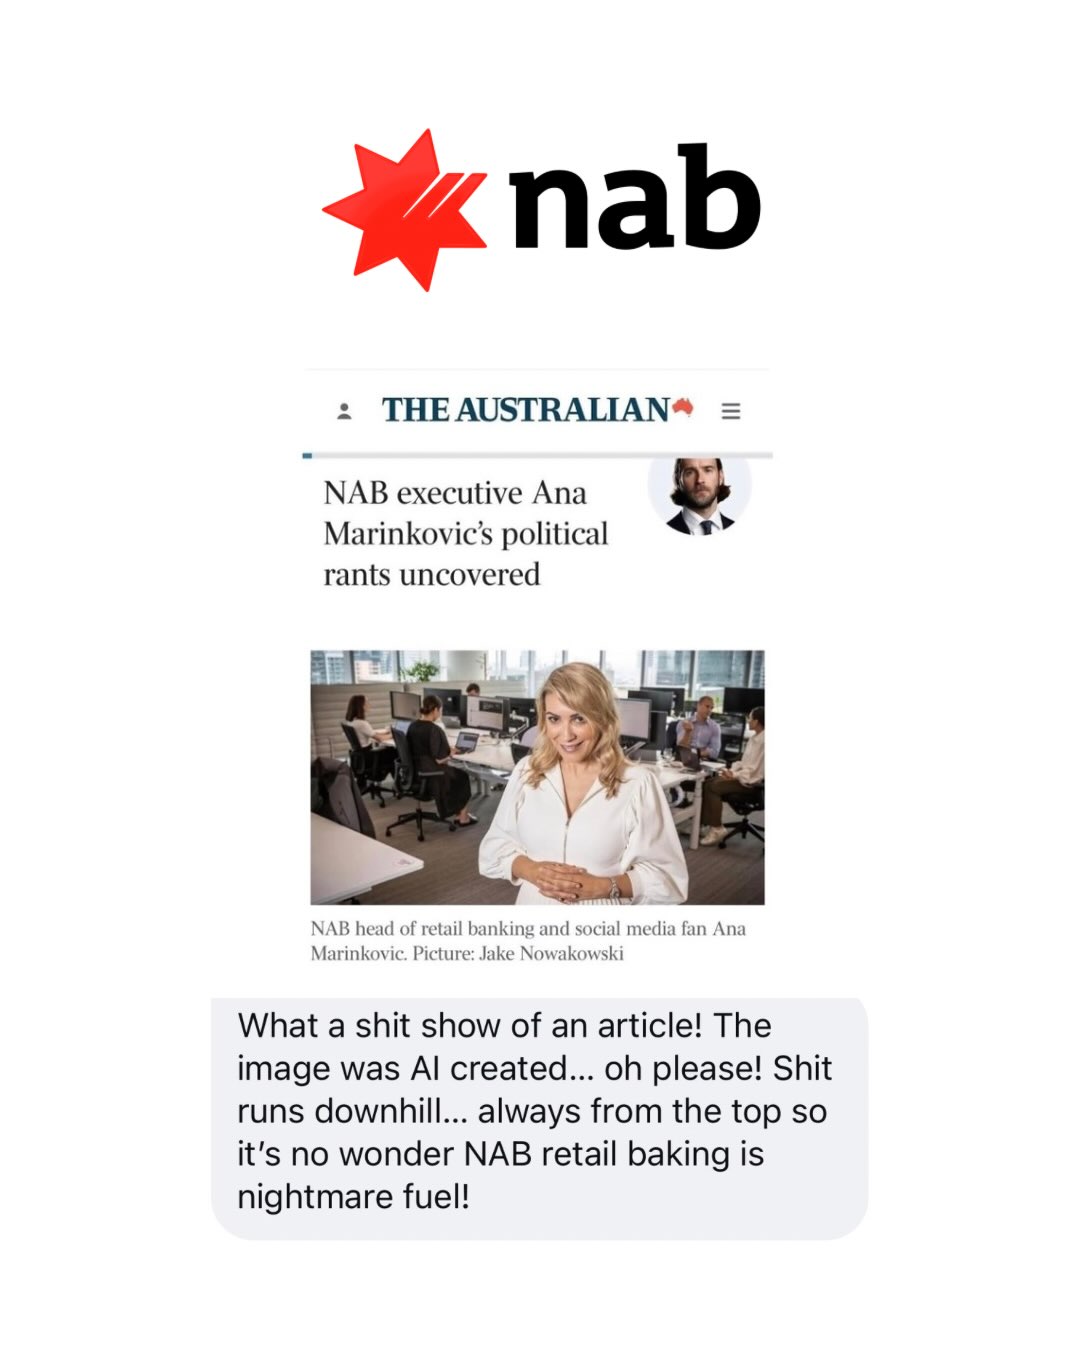 nab
THE AUSTRALIAN
NAB executive Ana
Marinkovic's political
rants uncovered
NAB head of retail banking and social media fan Ana
Marinkovic. Picture: Jake Nowakowski
What a shit show of an article! The
image was AI created... oh please! Shit
runs downhill... always from the top so
it's no wonder NAB retail baking is
nightmare fuel!